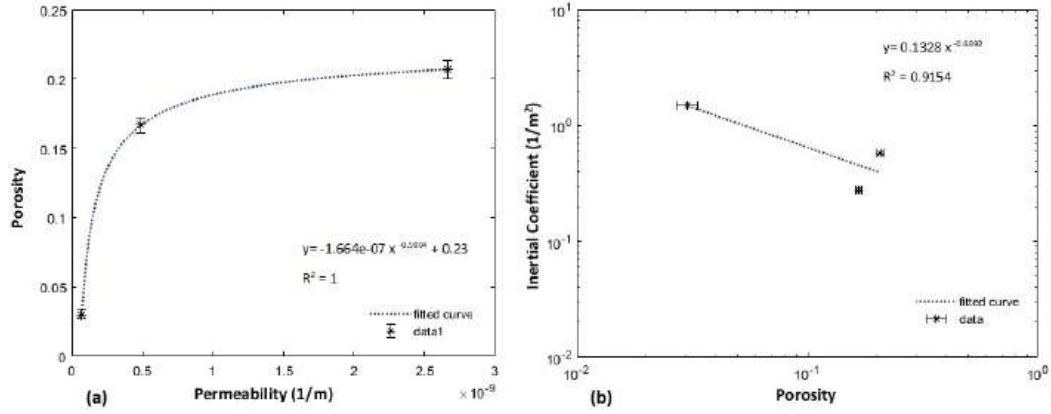 0.25
0.2
0.15
0.1
0.05
0
Porosity
y= -1.664e-07 x -0.5994 + 0.23
R² = 1
fitted curve
data1
0 0.5 1 1.5 2 2.5 3
× 10⁻⁹
(a) Permeability (1/m)
10¹
10⁰
10⁻¹
10⁻²
Inertial Coefficient (1/m²)
R² = 0.9154
fitted curve
data
10⁻² 10⁻¹ 10⁰
(b) Porosity